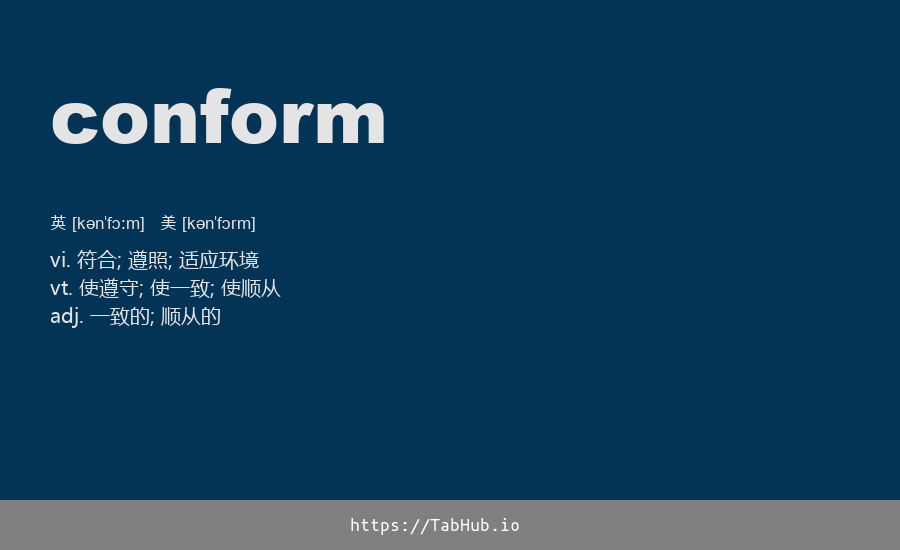 conform
英 [kən'fɔːm] 美 [kən'fɔrm]
vi. 符合; 遵照; 适应环境
vt. 使遵守; 使一致; 使顺从
adj. 一致的; 顺从的
https://TabHub.io